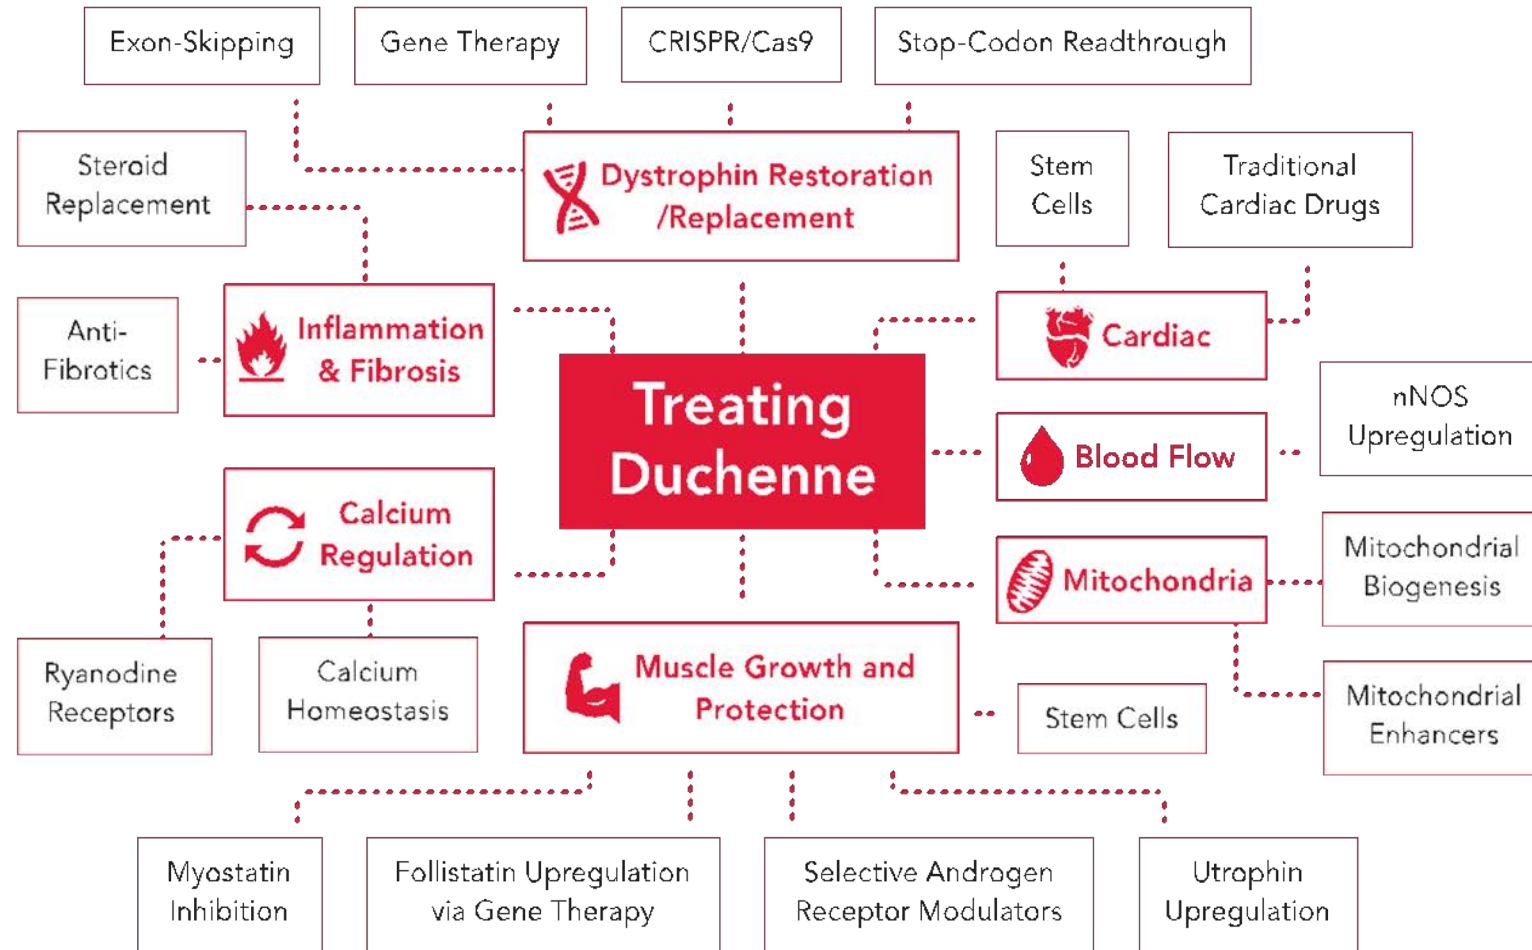 Exon-Skipping
Gene Therapy
CRISPR/Cas9
Stop-Codon Readthrough
Steroid
Replacement
Dystrophin Restoration
/Replacement
Stem
Cells
Traditional
Cardiac Drugs
Anti-
Fibrotics
Inflammation
& Fibrosis
Cardiac
Treating
Duchenne
Blood Flow
nNOS
Upregulation
Calcium
Regulation
Mitochondria
Mitochondrial
Biogenesis
Ryanodine
Receptors
Calcium
Homeostasis
Muscle Growth and
Protection
Stem Cells
Mitochondrial
Enhancers
Myostatin
Inhibition
Follistatin Upregulation
via Gene Therapy
Selective Androgen
Receptor Modulators
Utrophin
Upregulation